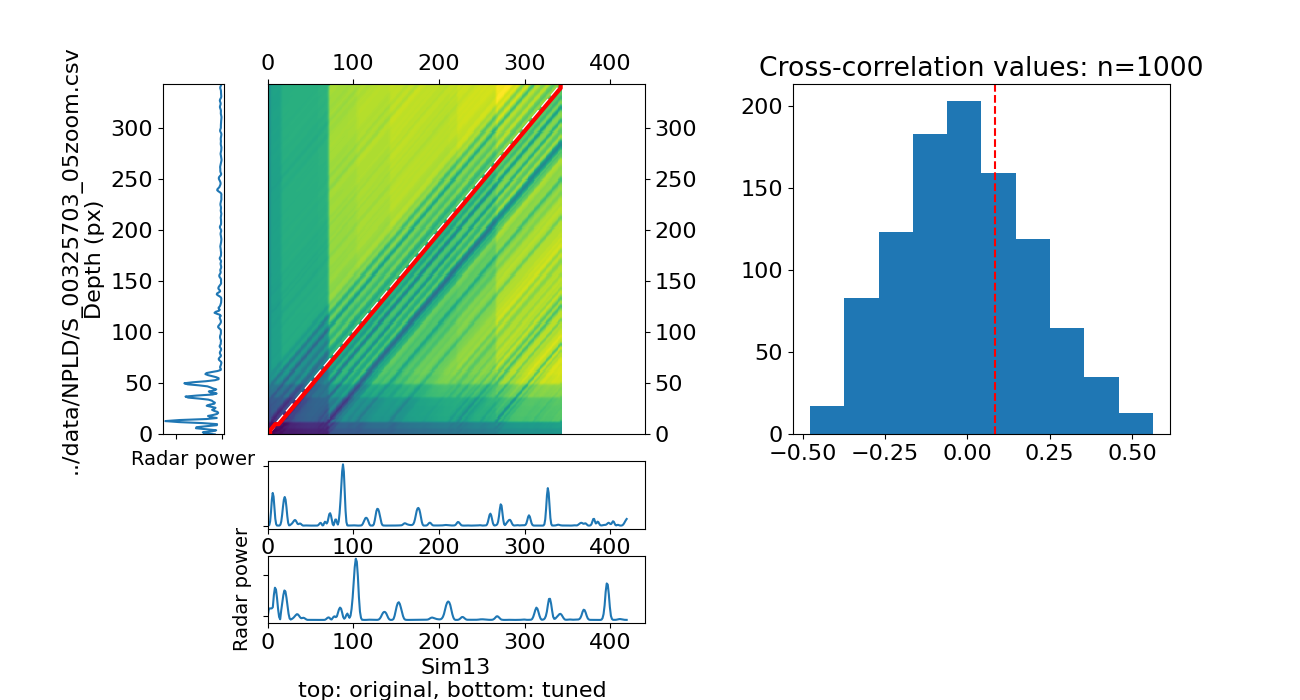 ../data/NPLD/S_00325703_05zoom.csv
Depth (px)
0 100 200 300 400
300
250
200
150
100
50
0
300
250
200
150
100
50
0
Radar power
0 100 200 300 400
Radar power
0 100 200 300 400
Sim13
top: original, bottom: tuned
Cross-correlation values: n=1000
200
150
100
50
0
−0.50 −0.25 0.00 0.25 0.50